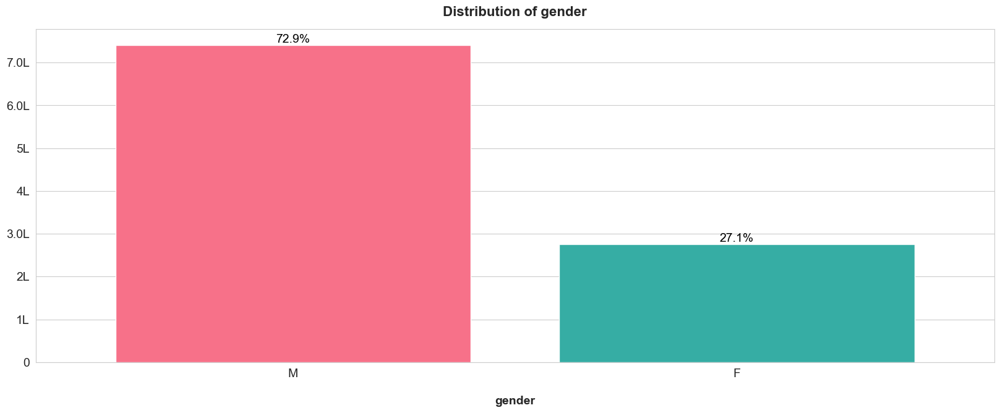 Distribution of gender
72.9%
7.0L
6.0L
5L
4L
3.0L
27.1%
2L
1L
0
M
F
gender